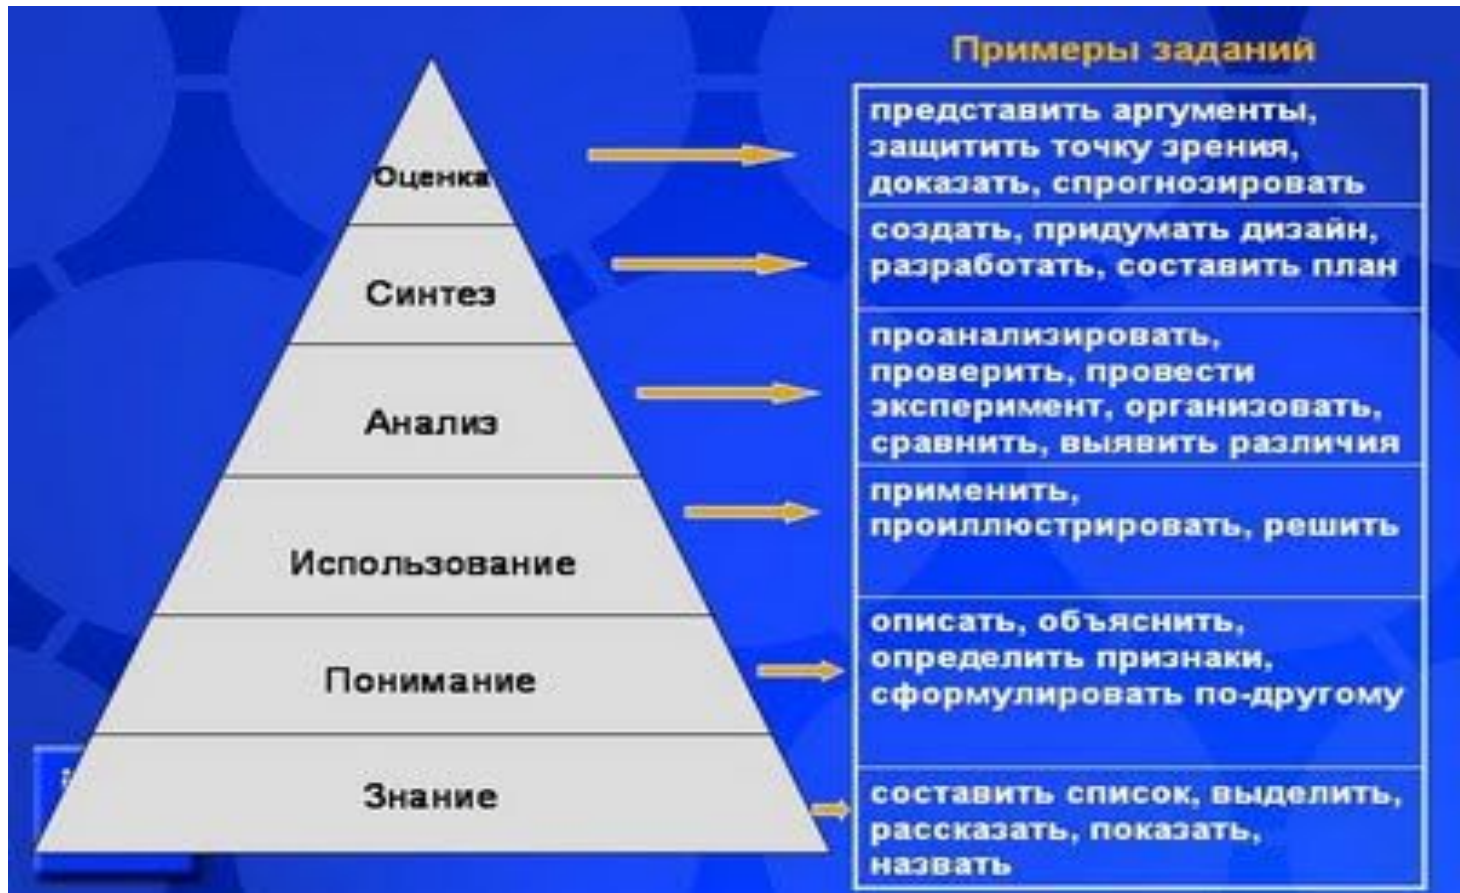 Примеры заданий
Оценка
представить аргументы,
защитить точку зрения,
доказать, спрогнозировать
Синтез
создать, придумать дизайн,
разработать, составить план
Анализ
проанализировать,
проверить, провести
эксперимент, организовать,
сравнить, выявить различия
Использование
применить,
проиллюстрировать, решить
Понимание
описать, объяснить,
определить признаки,
сформулировать по-другому
Знание
составить список, выделить,
рассказать, показать,
назвать